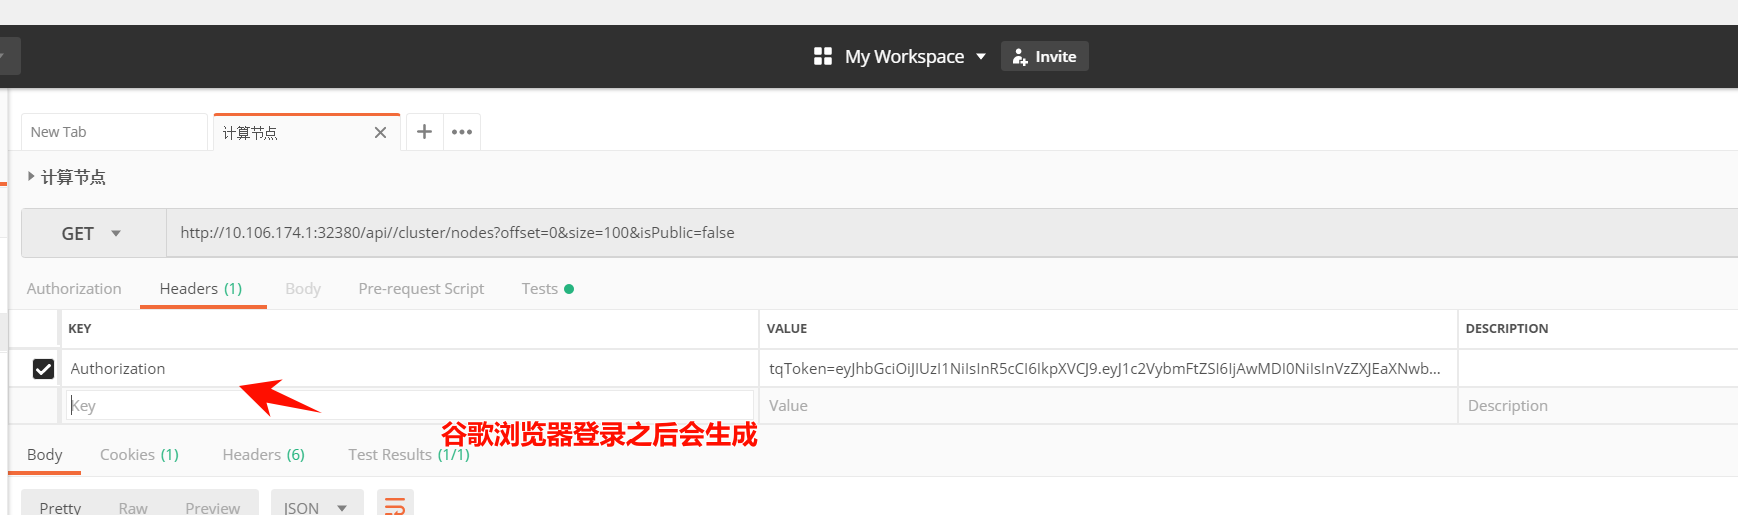 My Workspace Invite
New Tab 计算节点
计算节点
GET http://10.106.174.1:32380/api//cluster/nodes?offset=0&size=100&isPublic=false
Authorization Headers (1) Body Pre-request Script Tests
KEY VALUE DESCRIPTION
Authorization tqToken=eyJhbGciOiJIUzI1NiIsInR5cCI6IkpXVCJ9.eyJ1c2VybmFtZSI6IjAwMDI0NiIsInVzZXJEaXNwb...
Key Value Description
谷歌浏览器登录之后会生成
Body Cookies (1) Headers (6) Test Results (1/1)
Pretty Raw Preview JSON